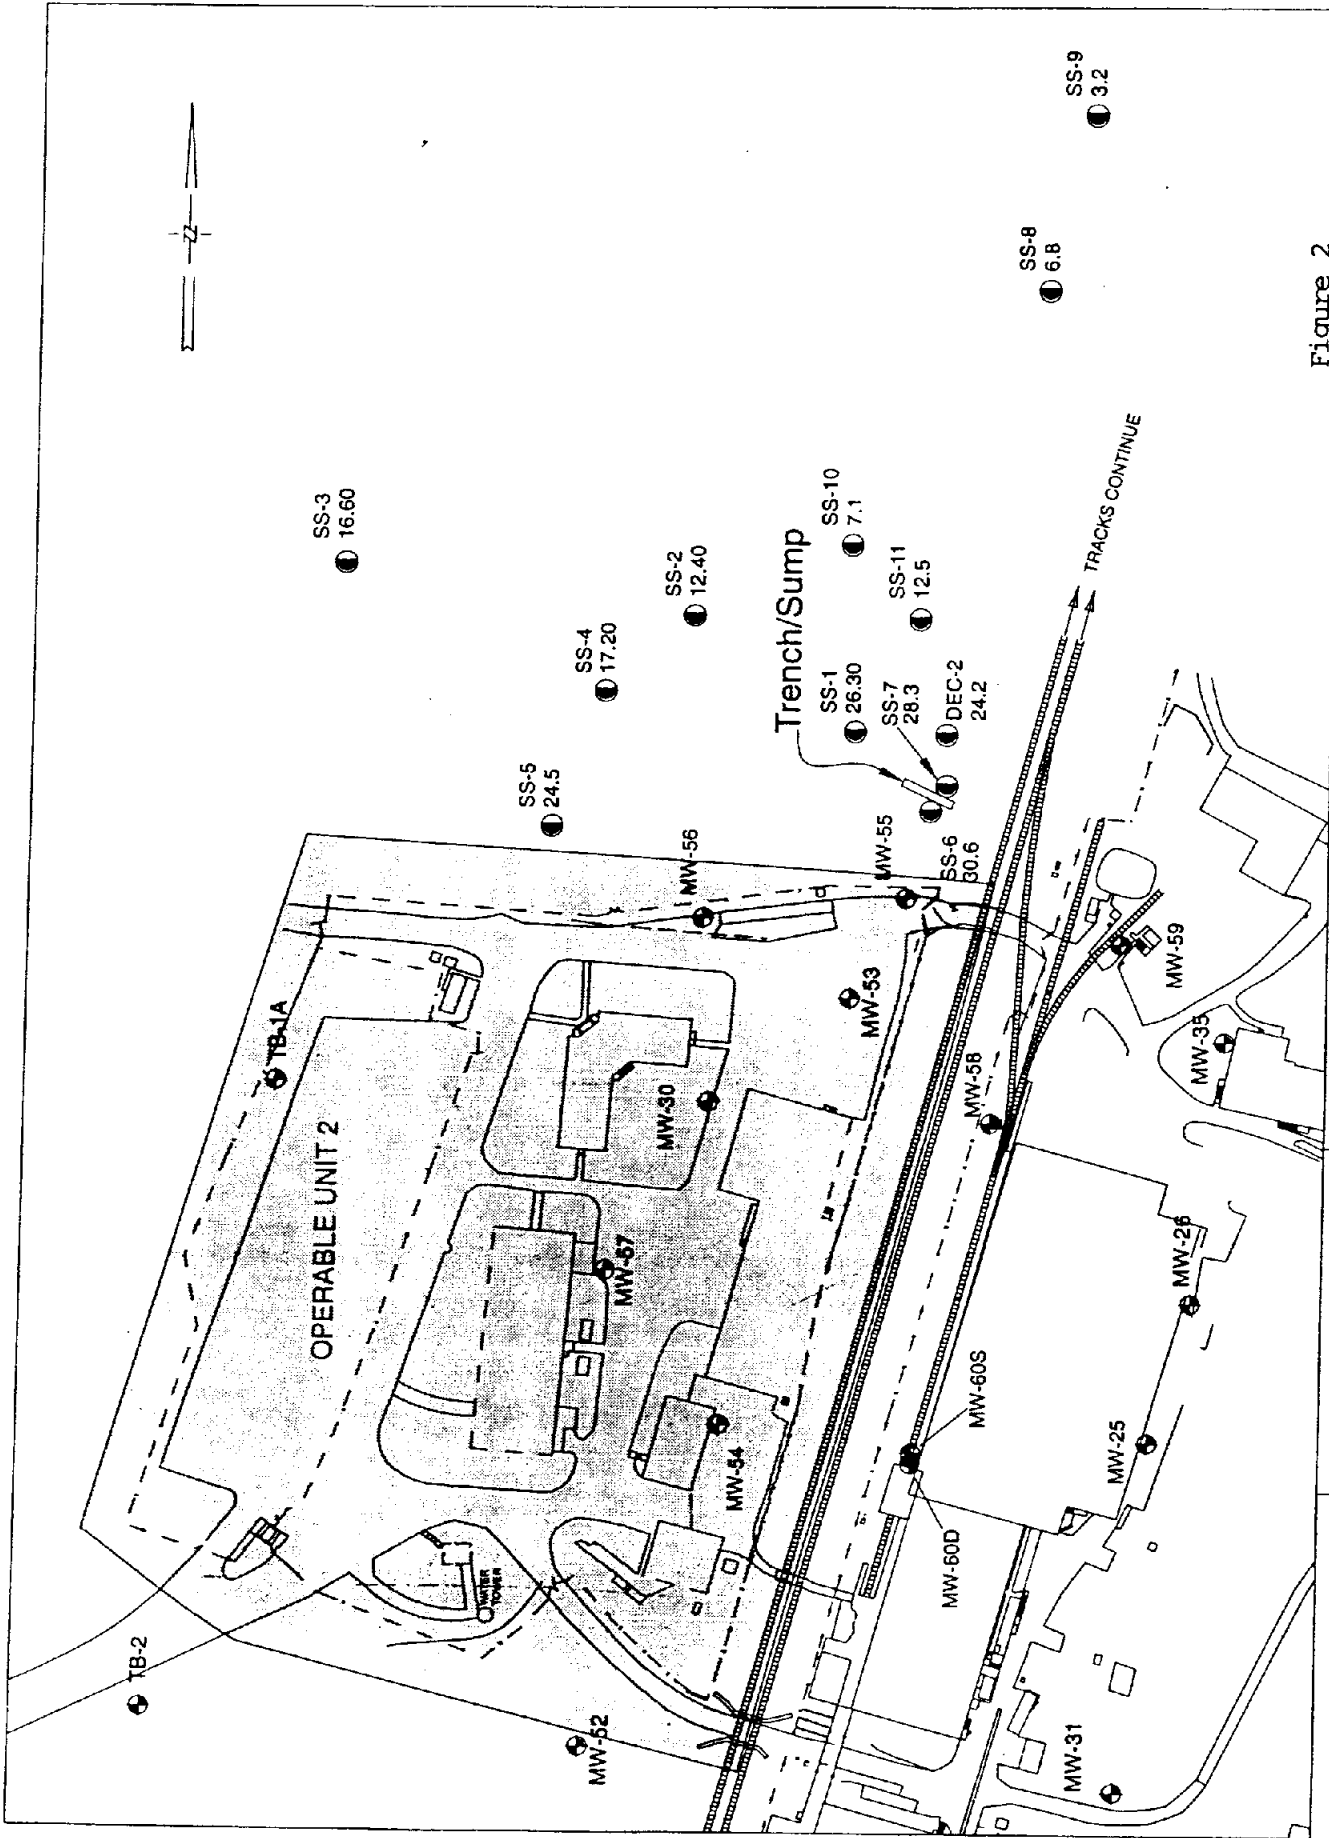 N
SS-9
3.2
SS-8
6.8
SS-3
16.60
SS-2
12.40
SS-4
17.20
SS-5
24.5
SS-10
7.1
SS-11
12.5
Trench/Sump
SS-1
26.30
SS-7
28.3
DEC-2
24.2
SS-6
30.6
TRACKS CONTINUE
MW-56
MW-55
MW-53
MW-59
MW-35
MW-58
TB-1A
OPERABLE UNIT 2
MW-30
MW-57
MW-26
MW-54
MW-60S
MW-60D
MW-25
WATER
TOWER
TB-2
MW-52
MW-31
Figure 2